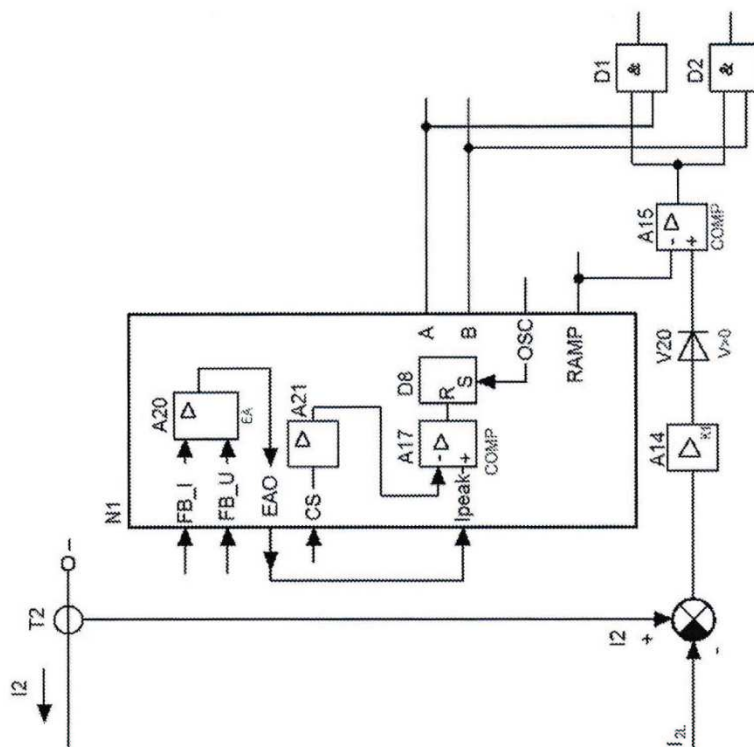 I2
T2
O -
N1
FB_I
FB_U
EAO
CS
Ipeak
A20
EA
A21
A17
- 
+
COMP
D8
R
S
A
B
OSC
RAMP
D1
&
D2
&
A15
-
+
COMP
V20
V>0
A14
K1
I2
+
-
I2L